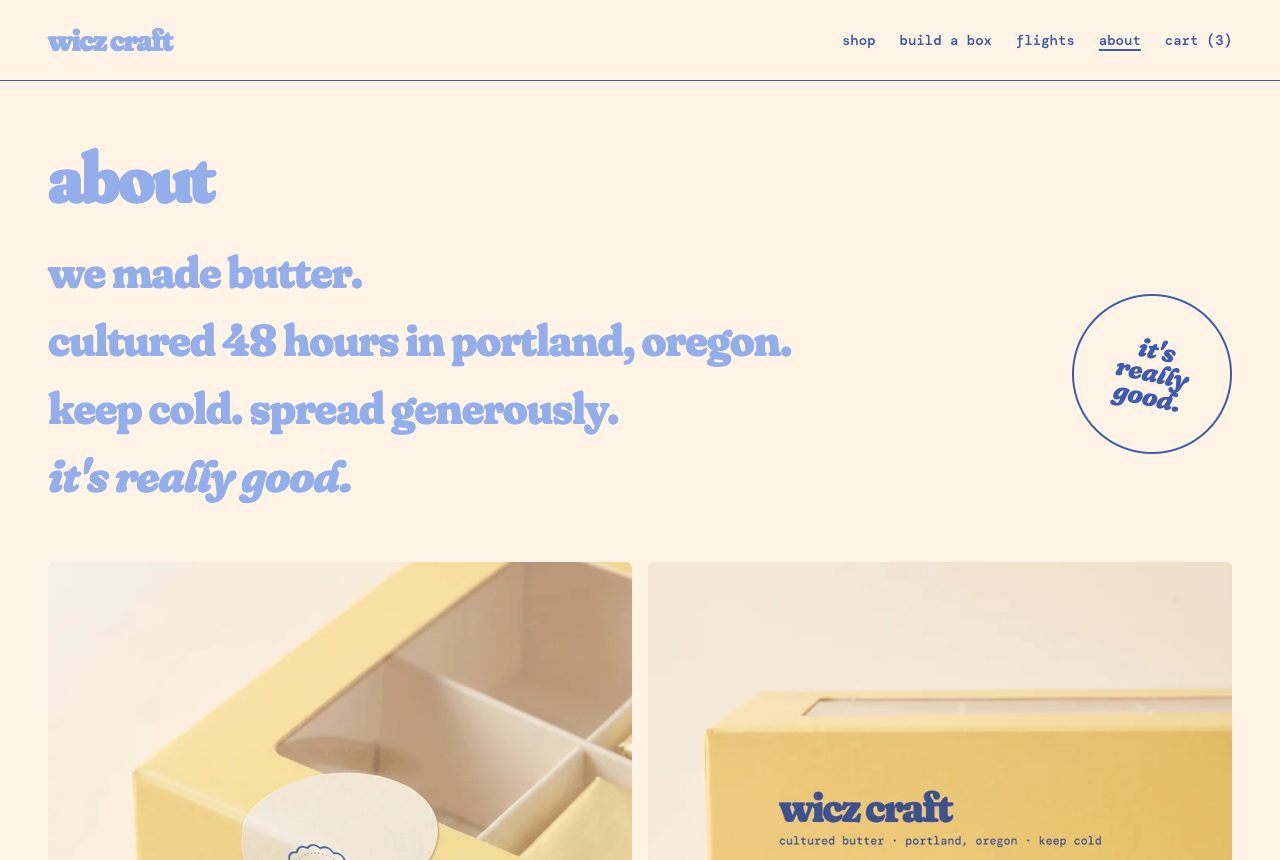 wicz craft
shop build a box flights about cart (3)
about
we made butter.
cultured 48 hours in portland, oregon.
keep cold. spread generously.
it's really good.
it's
really
good.
wicz craft
cultured butter · portland, oregon · keep cold